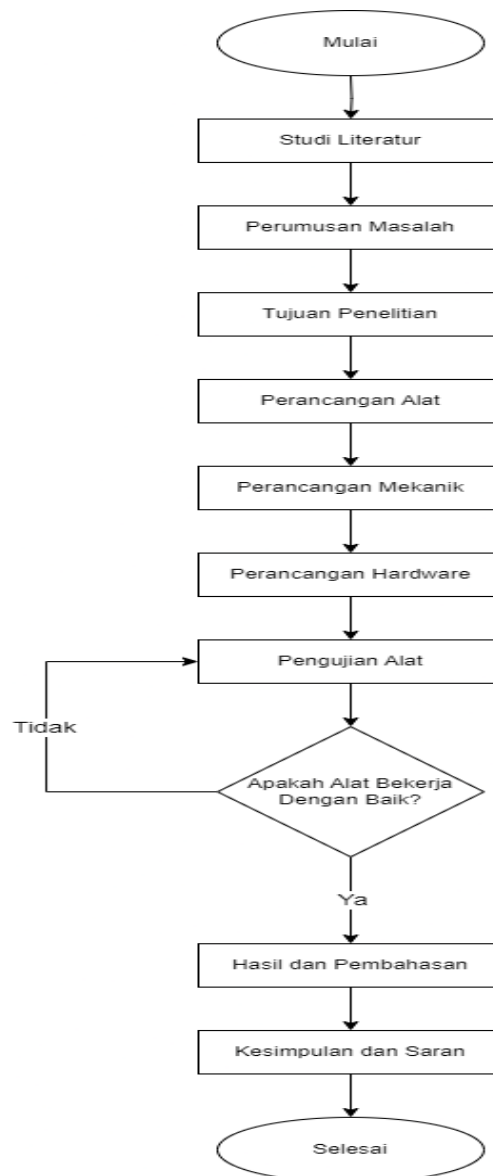 Mulai
Studi Literatur
Perumusan Masalah
Tujuan Penelitian
Perancangan Alat
Perancangan Mekanik
Perancangan Hardware
Pengujian Alat
Tidak
Apakah Alat Bekerja
Dengan Baik?
Ya
Hasil dan Pembahasan
Kesimpulan dan Saran
Selesai